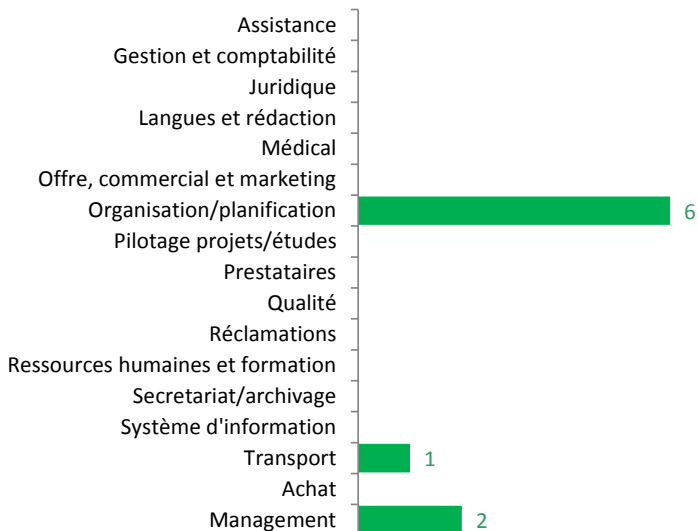 Assistance
Gestion et comptabilité
Juridique
Langues et rédaction
Médical
Offre, commercial et marketing
Organisation/planification 6
Pilotage projets/études
Prestataires
Qualité
Réclamations
Ressources humaines et formation
Secretariat/archivage
Système d'information
Transport 1
Achat
Management 2